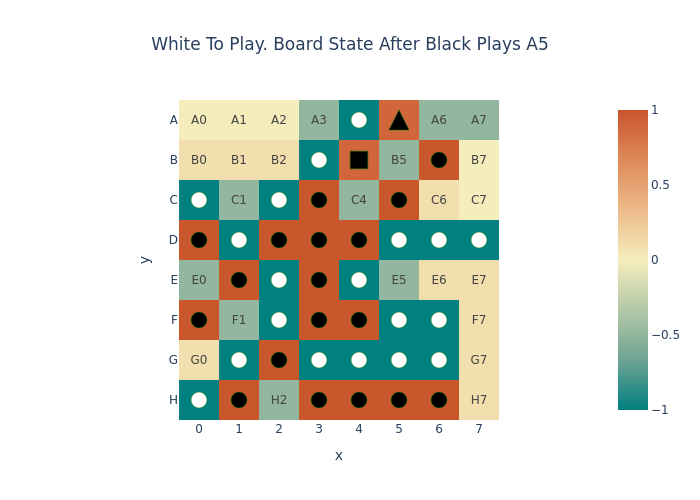 White To Play. Board State After Black Plays A5
A A0 A1 A2 A3 A6 A7
B B0 B1 B2 B5 B7
C C1 C4 C6 C7
D
E E0 E5 E6 E7
F F1 F7
G G0 G7
H H2 H7
0 1 2 3 4 5 6 7
x
y
1
0.5
0
−0.5
−1